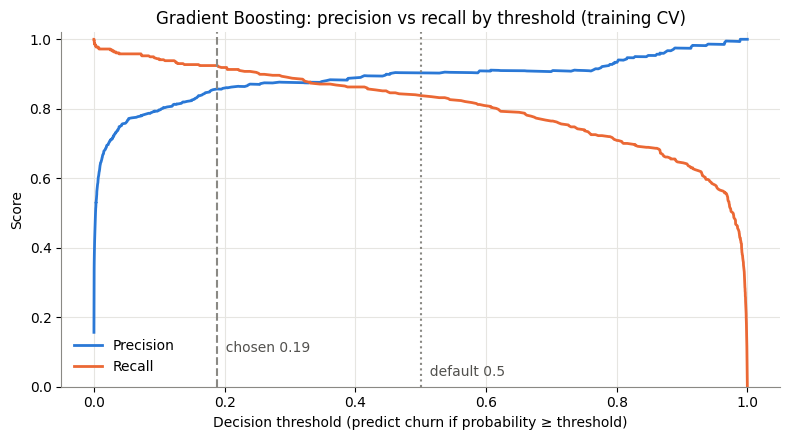 Gradient Boosting: precision vs recall by threshold (training CV)
1.0
0.8
0.6
0.4
0.2
0.0
Score
Precision
Recall
chosen 0.19
default 0.5
0.0 0.2 0.4 0.6 0.8 1.0
Decision threshold (predict churn if probability ≥ threshold)